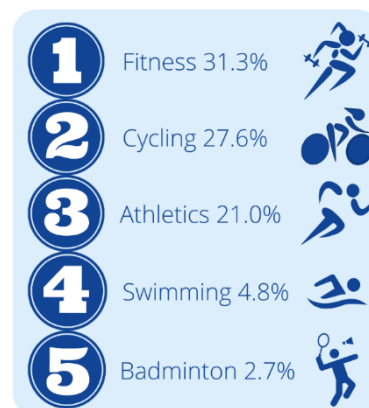 1 Fitness 31.3%
2 Cycling 27.6%
3 Athletics 21.0%
4 Swimming 4.8%
5 Badminton 2.7%